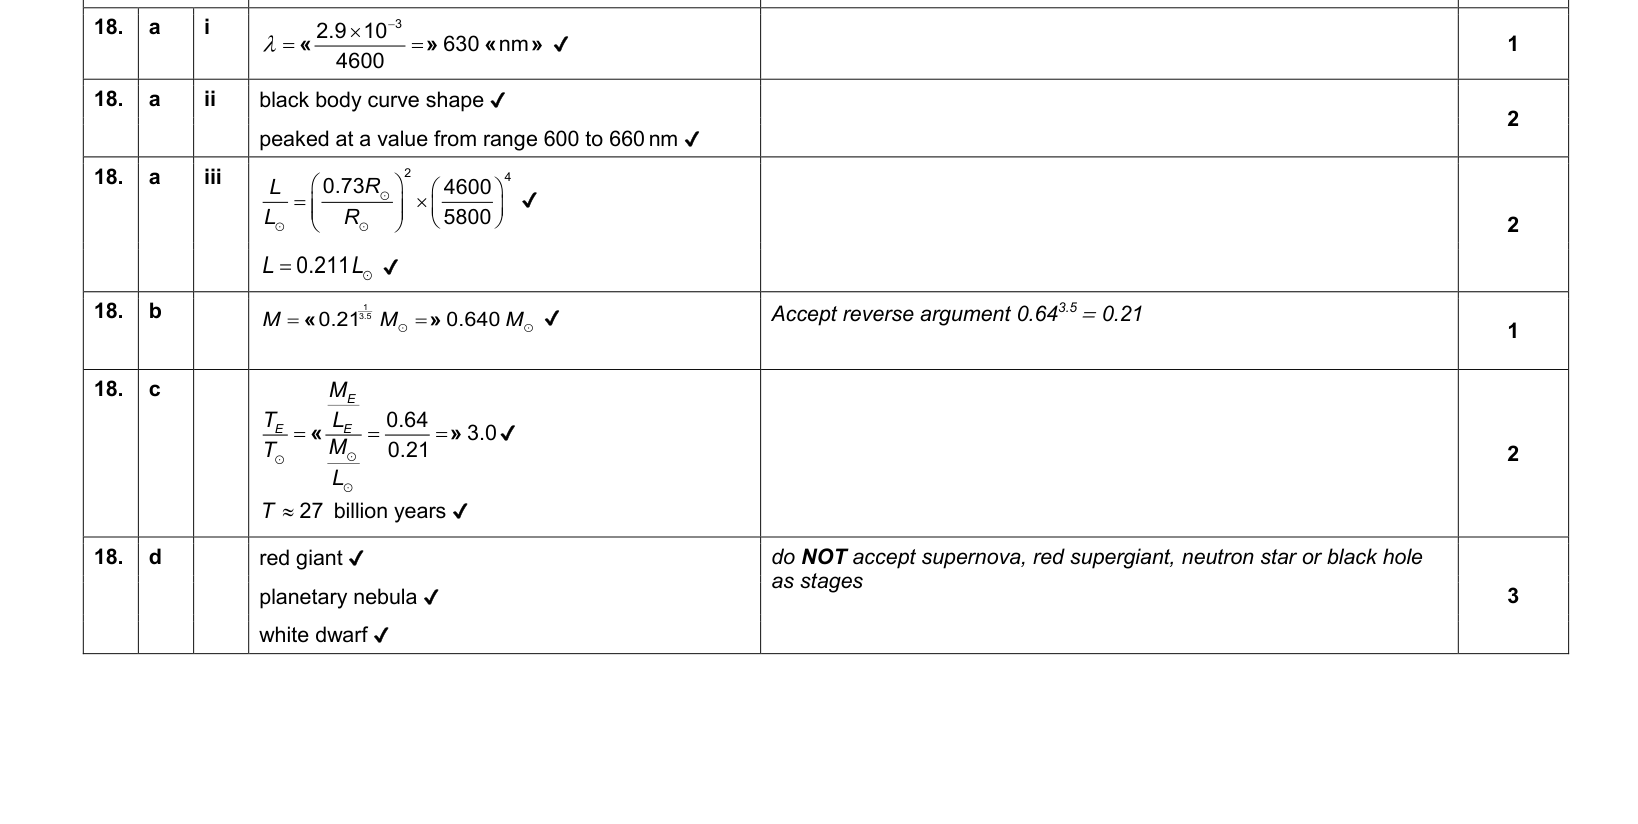 18. a i λ = « 2.9×10⁻³ / 4600 = » 630 «nm» ✓ 1
18. a ii black body curve shape ✓ 2
peaked at a value from range 600 to 660 nm ✓
18. a iii L / L☉ = (0.73R☉ / R☉)² × (4600 / 5800)⁴ ✓ 2
L = 0.211 L☉ ✓
18. b M = « 0.21^(1/3.5) M☉ = » 0.640 M☉ ✓ Accept reverse argument 0.64^3.5 = 0.21 1
18. c T_E / T☉ = « (M_E / L_E) / (M☉ / L☉) = 0.64 / 0.21 = » 3.0 ✓ 2
T ≈ 27 billion years ✓
18. d red giant ✓ do NOT accept supernova, red supergiant, neutron star or black hole
as stages 3
planetary nebula ✓
white dwarf ✓